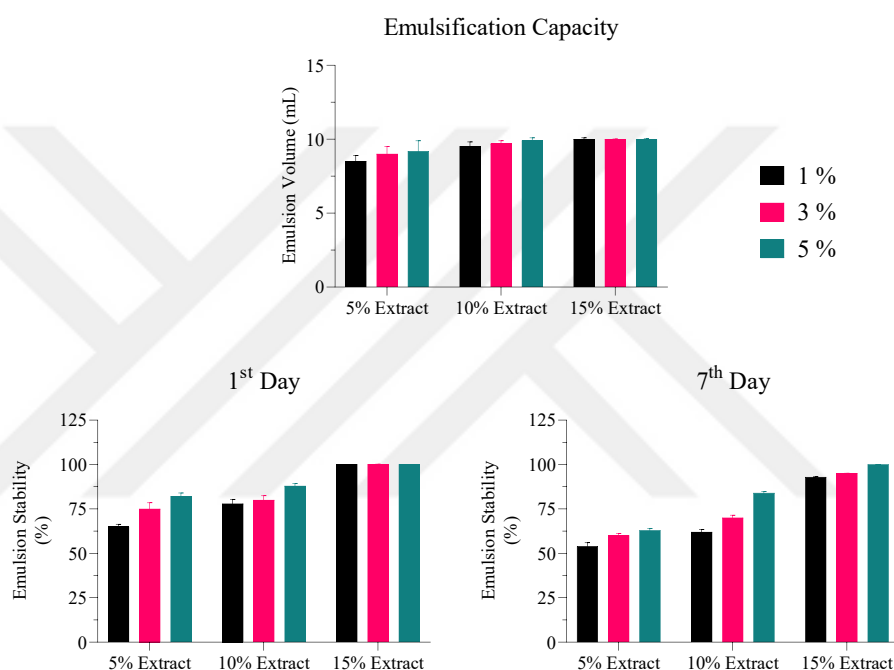 Emulsification Capacity
Emulsion Volume (mL)
15
10
5
0
5% Extract 10% Extract 15% Extract
1 %
3 %
5 %
1st Day
Emulsion Stability
(%)
125
100
75
50
25
0
5% Extract 10% Extract 15% Extract
7th Day
Emulsion Stability
(%)
125
100
75
50
25
0
5% Extract 10% Extract 15% Extract